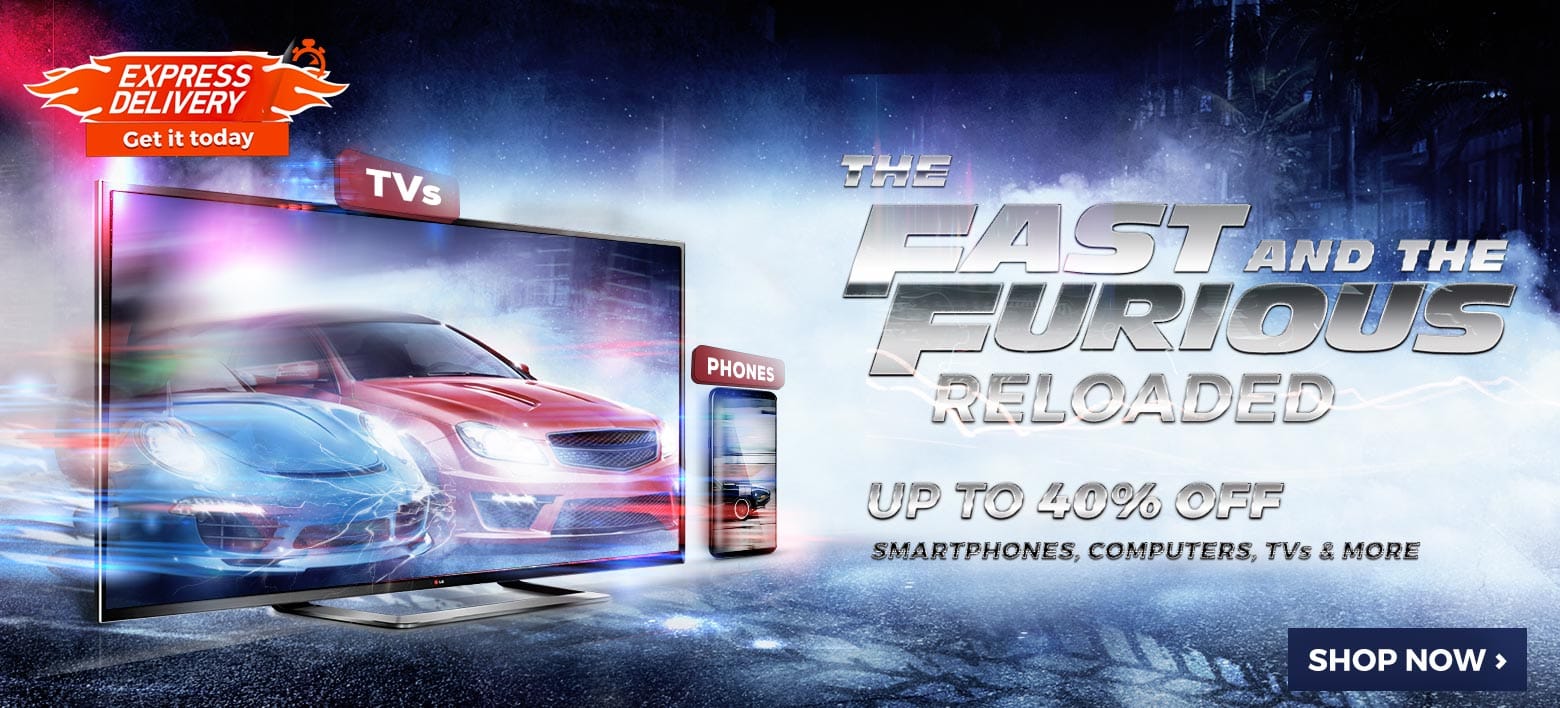 EXPRESS
DELIVERY
Get it today
TVs
PHONES
LG
THE
FAST AND THE
FURIOUS
RELOADED
UP TO 40% OFF
SMARTPHONES, COMPUTERS, TVs & MORE
SHOP NOW >